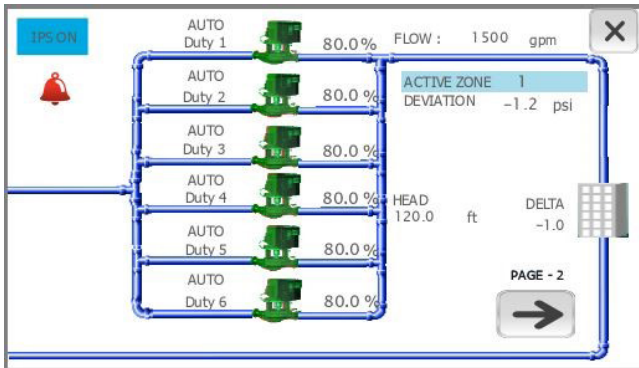 IPS ON
AUTO
Duty 1
80.0%
FLOW : 1500 gpm
AUTO
Duty 2
80.0 %
ACTIVE ZONE 1
DEVIATION -1.2 psi
AUTO
Duty 3
80.0 %
AUTO
Duty 4
80.0 %
HEAD
120.0 ft
DELTA
-1.0
AUTO
Duty 5
80.0 %
AUTO
Duty 6
80.0 %
PAGE - 2